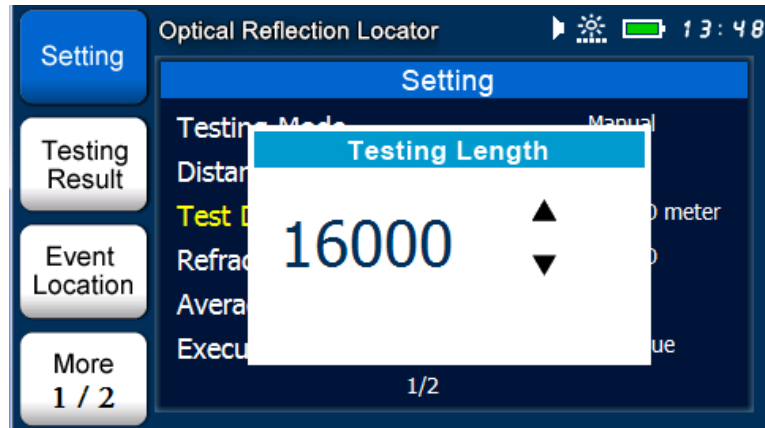 Setting
Optical Reflection Locator
13:48
Setting
Testing Manual
Testing Length
Testing
Result
Test meter
16000
Event
Location
1/2
More
1 / 2